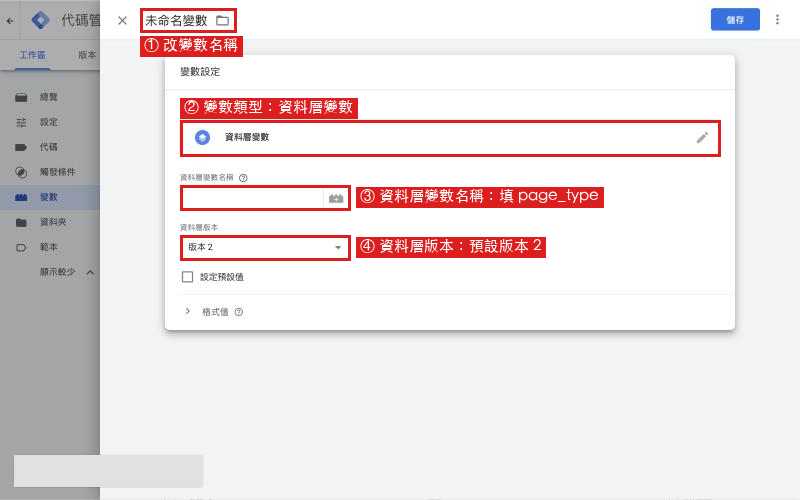 代碼管
未命名變數
儲存
① 改變數名稱
工作區
版本
變數設定
總覽
② 變數類型：資料層變數
設定
資料層變數
代碼
觸發條件
資料層變數名稱
變數
③ 資料層變數名稱：填 page_type
資料夾
資料層版本
範本
版本 2
④ 資料層版本：預設版本 2
顯示較少
設定預設值
格式值